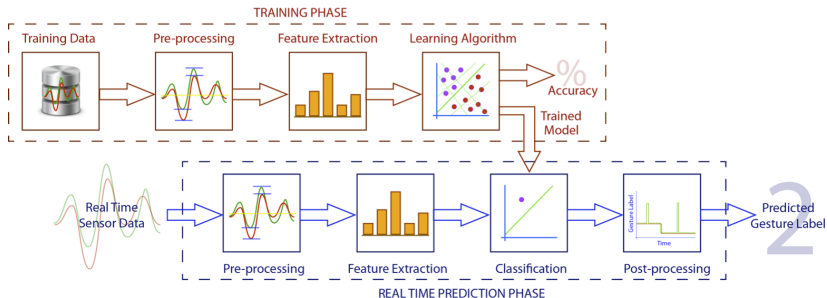 TRAINING PHASE
Training Data
Pre-processing
Feature Extraction
Learning Algorithm
%
Accuracy
Trained
Model
Real Time
Sensor Data
Gesture Label
Time
2
Predicted
Gesture Label
Pre-processing
Feature Extraction
Classification
Post-processing
REAL TIME PREDICTION PHASE